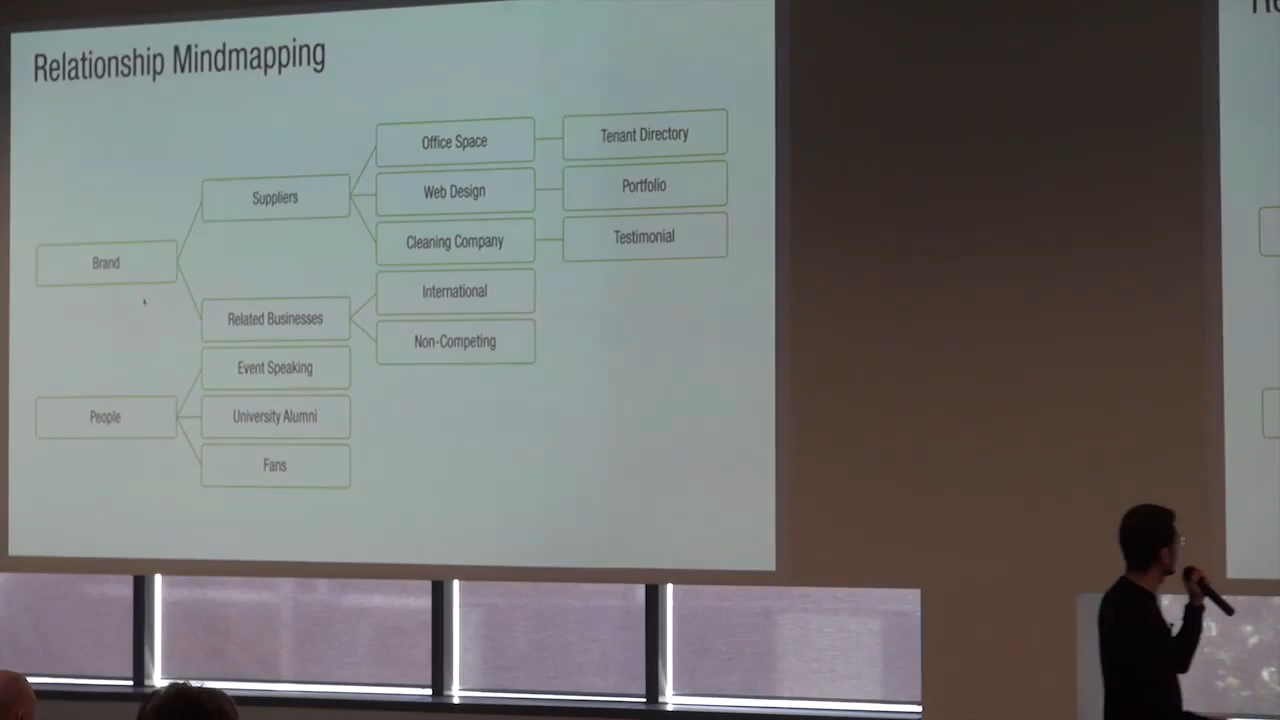 Relationship Mindmapping
Office Space
Tenant Directory
Web Design
Portfolio
Suppliers
Cleaning Company
Testimonial
Brand
International
Related Businesses
Non-Competing
Event Speaking
People
University Alumni
Fans